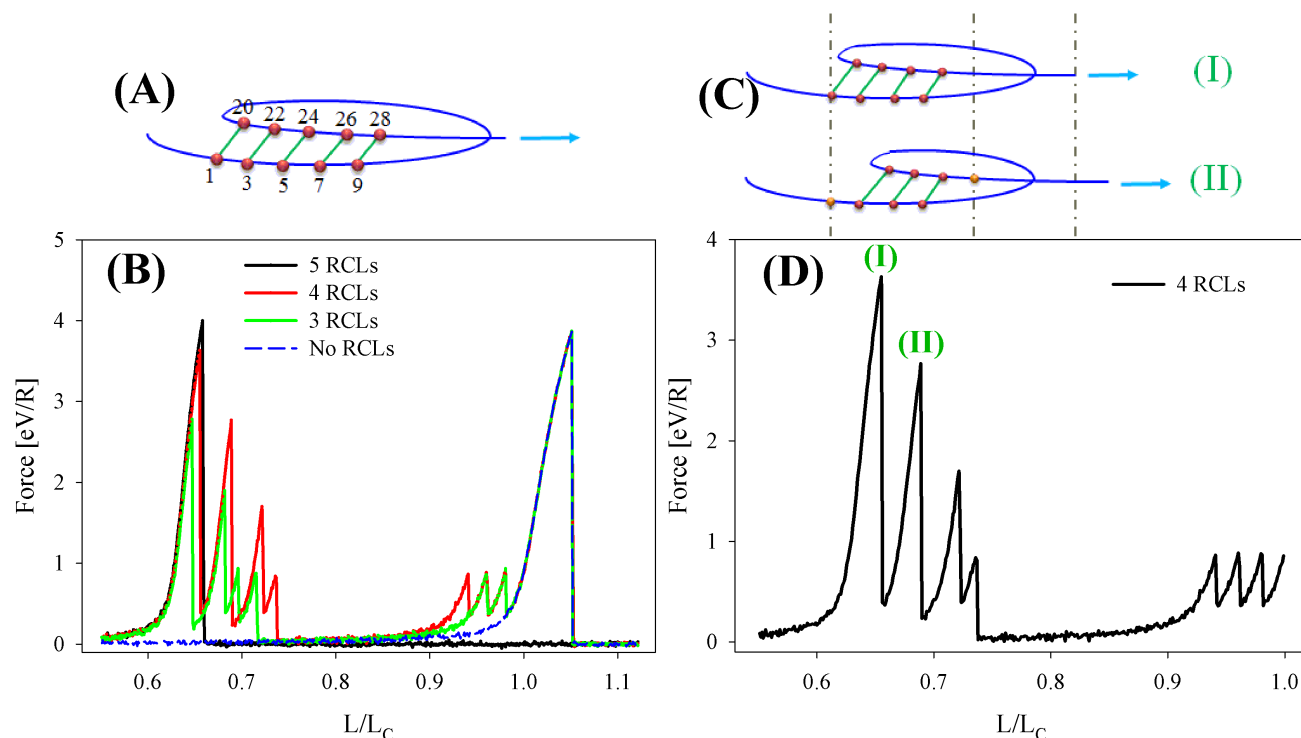 (A)
20 22 24 26 28
1 3 5 7 9
(B)
5 RCLs
4 RCLs
3 RCLs
No RCLs
Force [eV/R]
5
4
3
2
1
0
0.6 0.7 0.8 0.9 1.0 1.1
L/L_C
(C)
(I)
(II)
(D)
(I)
(II)
4 RCLs
Force [eV/R]
4
3
2
1
0
0.6 0.7 0.8 0.9 1.0
L/L_C